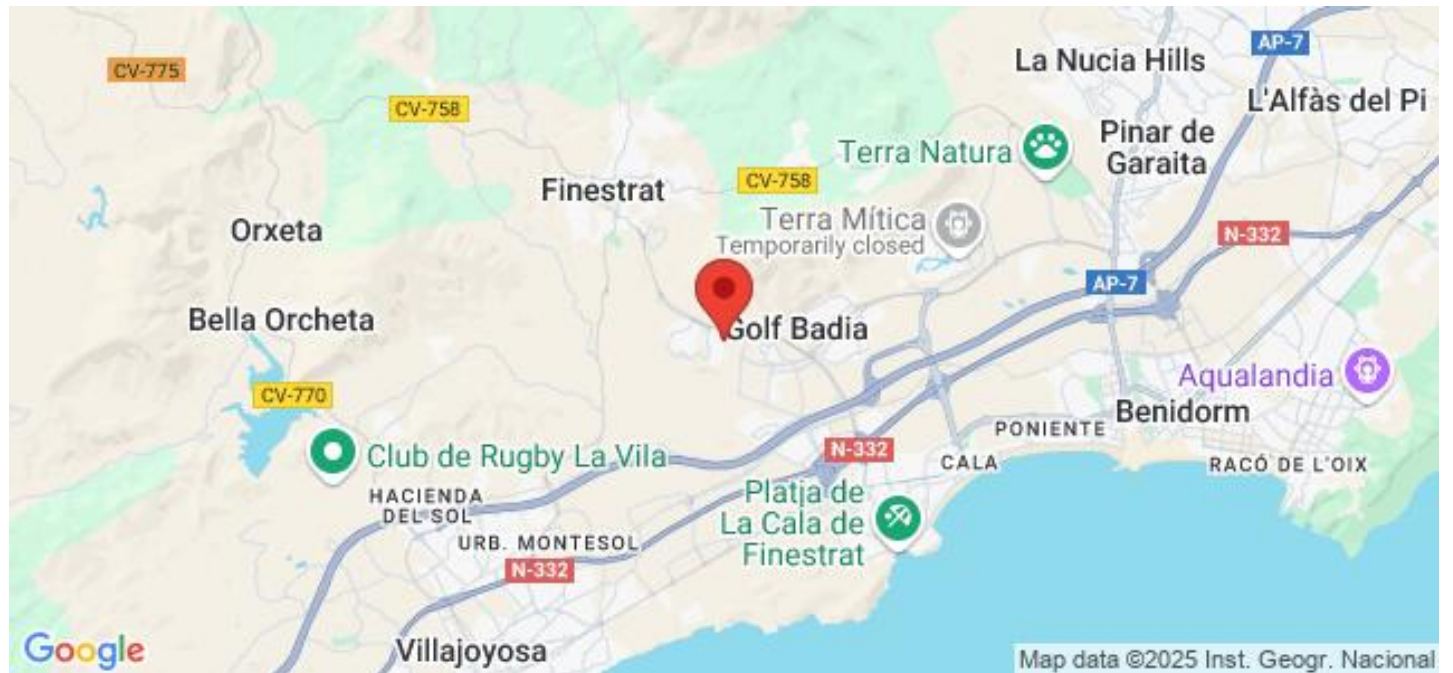 AP-7
La Nucia Hills
CV-775
CV-758
L'Alfàs del Pi
Pinar de
Garaita
Terra Natura
CV-758
Finestrat
Terra Mítica
Temporarily closed
Orxeta
N-332
AP-7
Bella Orcheta
Golf Badia
Aqualandia
CV-770
Benidorm
PONIENTE
N-332
CALA
RACÓ DE L'OIX
Club de Rugby La Vila
HACIENDA
DEL SOL
Platja de
La Cala de
Finestrat
URB. MONTESOL
N-332
Villajoyosa
Google
Map data ©2025 Inst. Geogr. Nacional